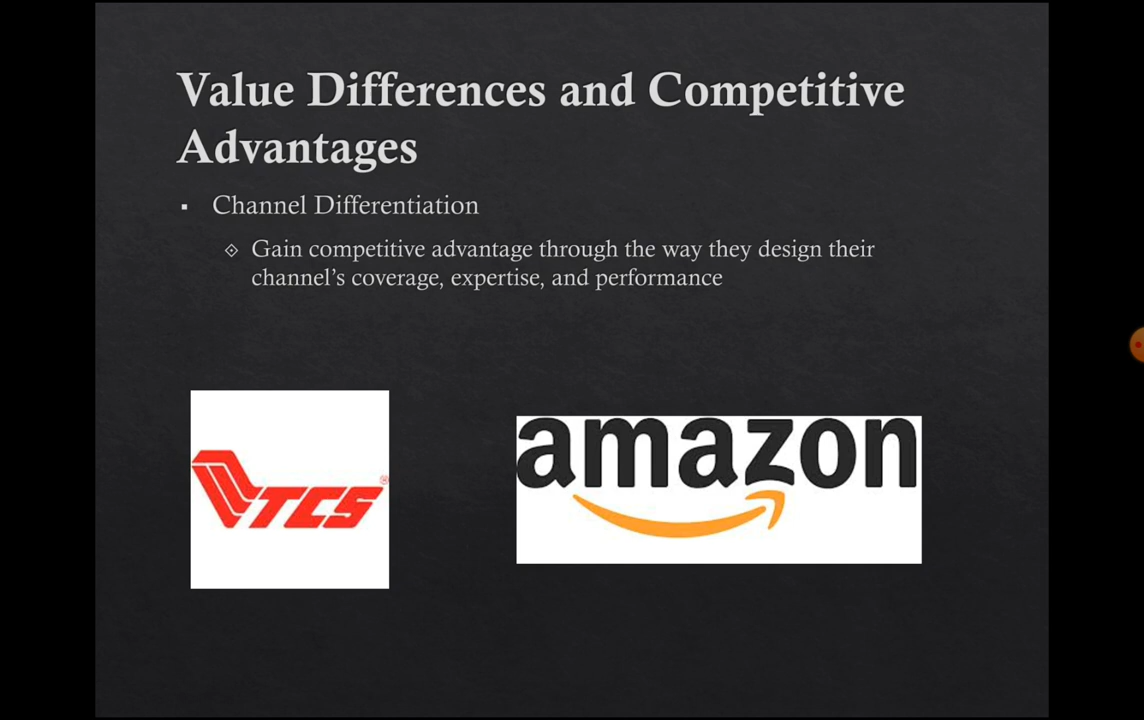 Value Differences and Competitive
Advantages
Channel Differentiation
Gain competitive advantage through the way they design their
channel's coverage, expertise, and performance
TCS®
amazon